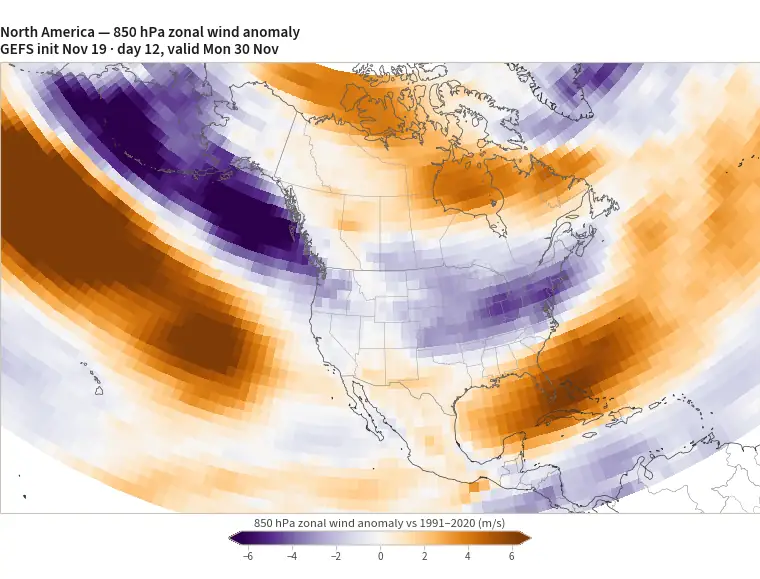 North America — 850 hPa zonal wind anomaly
GEFS init Nov 19 · day 12, valid Mon 30 Nov
850 hPa zonal wind anomaly vs 1991–2020 (m/s)
−6 −4 −2 0 2 4 6